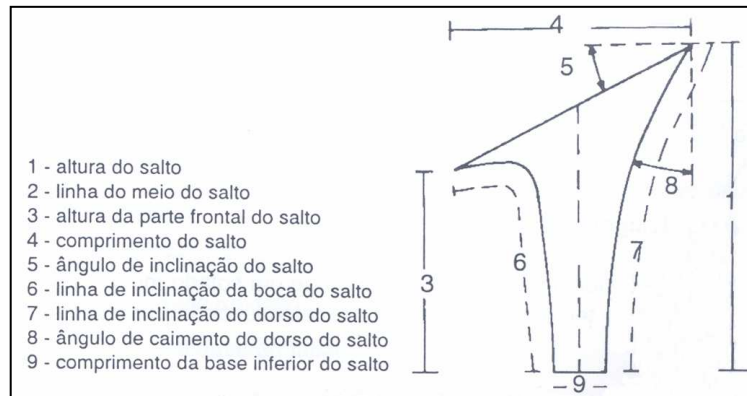 4
5
1 - altura do salto
2 - linha do meio do salto
3 - altura da parte frontal do salto
4 - comprimento do salto
5 - ângulo de inclinação do salto
6 - linha de inclinação da boca do salto
7 - linha de inclinação do dorso do salto
8 - ângulo de caimento do dorso do salto
9 - comprimento da base inferior do salto
8
1
7
6
3
9